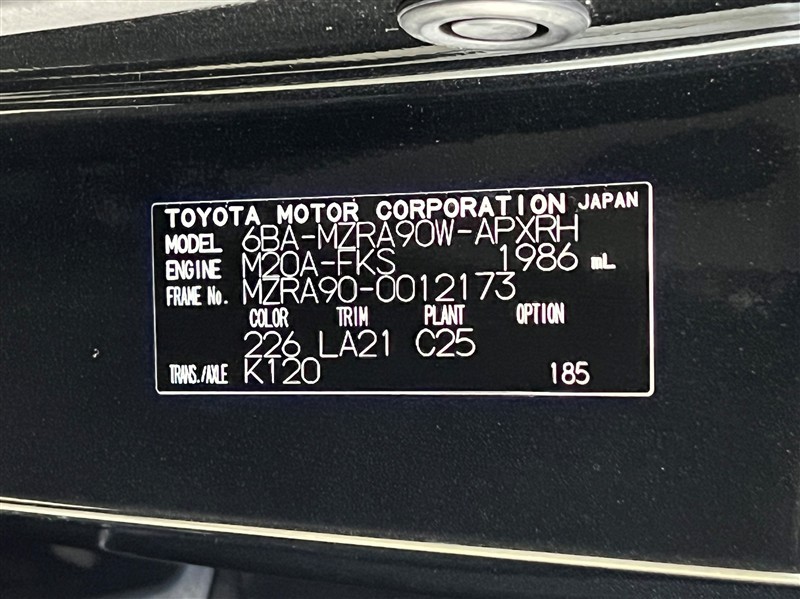 TOYOTA MOTOR CORPORATION JAPAN
MODEL 6BA-MZRA90W-APXRH
ENGINE M20A-FKS 1986 mL
FRAME No. MZRA90-0012173
COLOR TRIM PLANT OPTION
226 LA21 C25
TRANS./AXLE K120 185